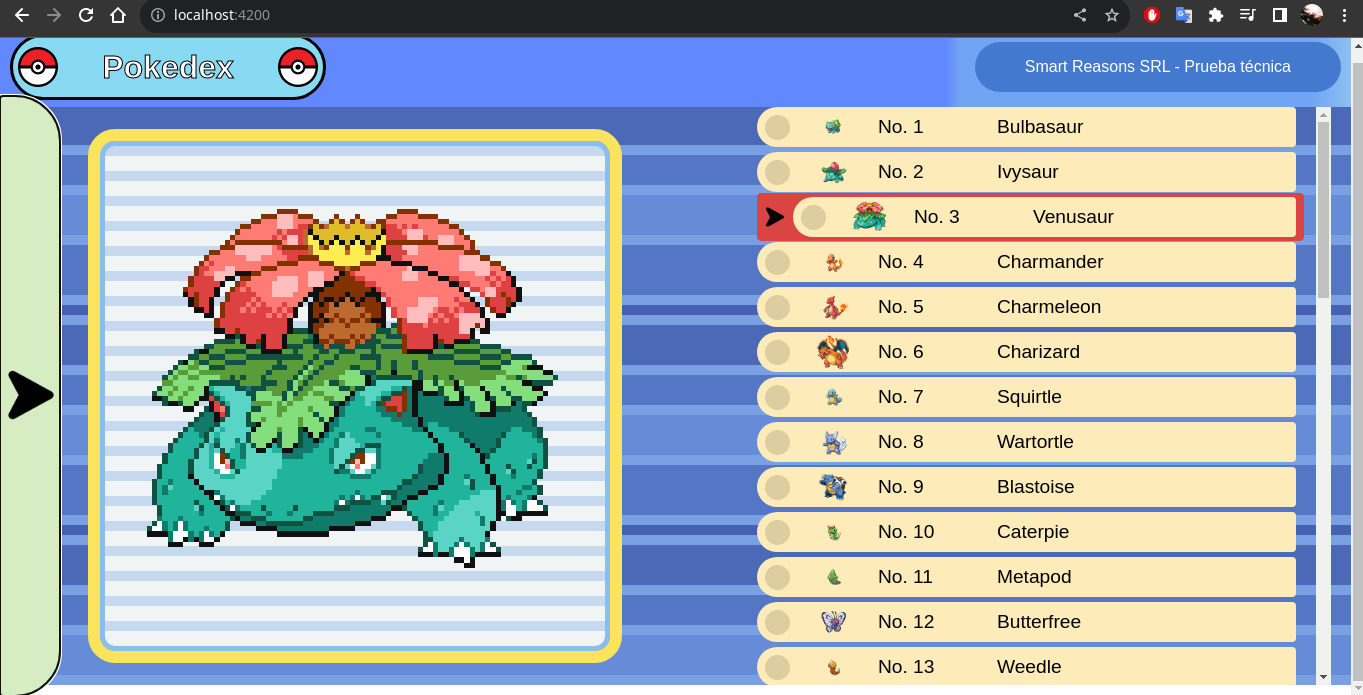 localhost:4200
Pokedex
Smart Reasons SRL - Prueba técnica
No. 1 Bulbasaur
No. 2 Ivysaur
No. 3 Venusaur
No. 4 Charmander
No. 5 Charmeleon
No. 6 Charizard
No. 7 Squirtle
No. 8 Wartortle
No. 9 Blastoise
No. 10 Caterpie
No. 11 Metapod
No. 12 Butterfree
No. 13 Weedle